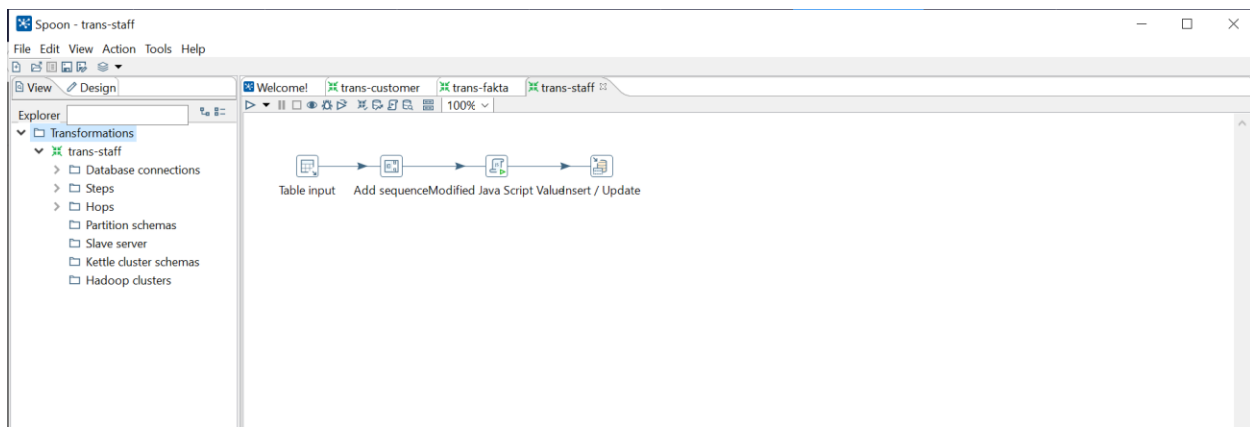 Spoon - trans-staff
File Edit View Action Tools Help
View Design
Welcome! trans-customer trans-fakta trans-staff
Explorer
100%
Transformations
trans-staff
Database connections
Steps
Hops
Partition schemas
Slave server
Kettle cluster schemas
Hadoop clusters
Table input Add sequence Modified Java Script Value Insert / Update